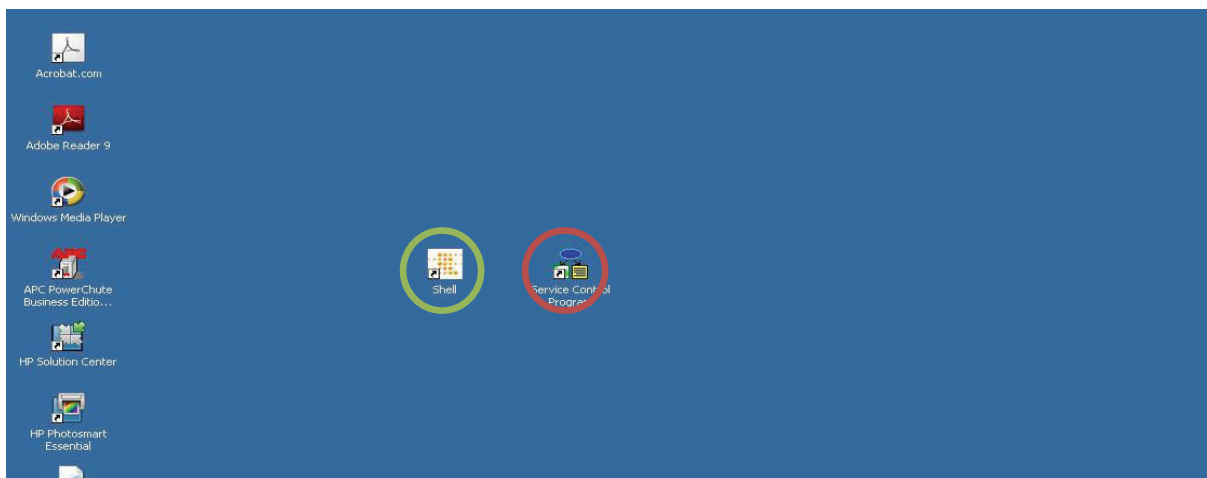 Acrobat.com
Adobe Reader 9
Windows Media Player
APC
APC PowerChute
Business Editio...
HP Solution Center
HP Photosmart
Essential
Shell
Service Control
Program